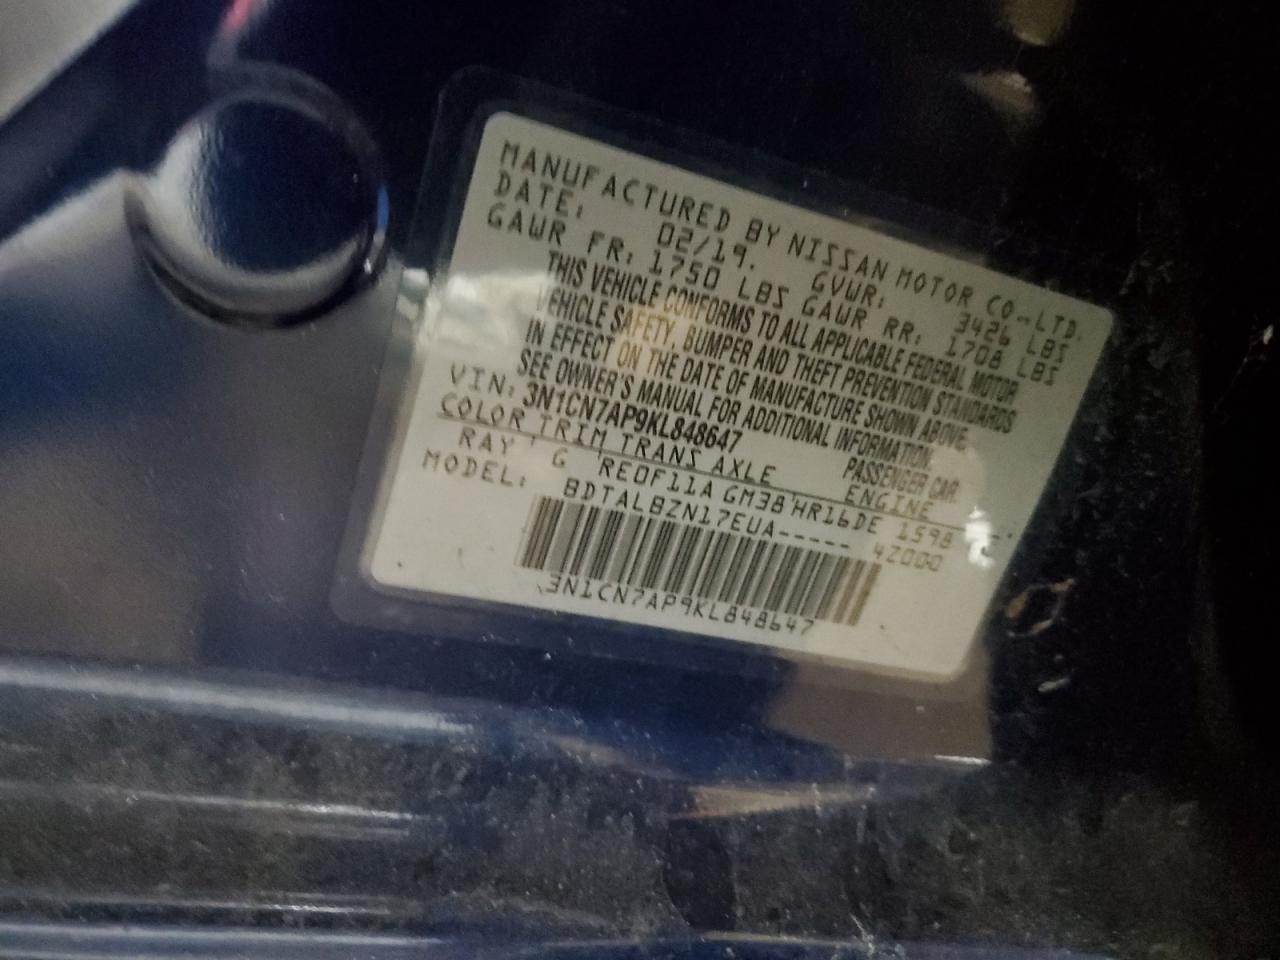 MANUFACTURED BY NISSAN MOTOR CO.,LTD.
DATE: 02/19. GVWR: 3426 LBS
GAWR FR: 1750 LBS GAWR RR: 1708 LBS
THIS VEHICLE CONFORMS TO ALL APPLICABLE FEDERAL MOTOR
VEHICLE SAFETY, BUMPER AND THEFT PREVENTION STANDARDS
IN EFFECT ON THE DATE OF MANUFACTURE SHOWN ABOVE.
SEE OWNER'S MANUAL FOR ADDITIONAL INFORMATION.
VIN: 3N1CN7AP9KL848647 PASSENGER CAR
COLOR TRIM TRANS AXLE ENGINE
RAY G RE0F11A GM38 HR16DE 1598
MODEL: BDTALBZN17EUA----- 4Z000
3N1CN7AP9KL848647